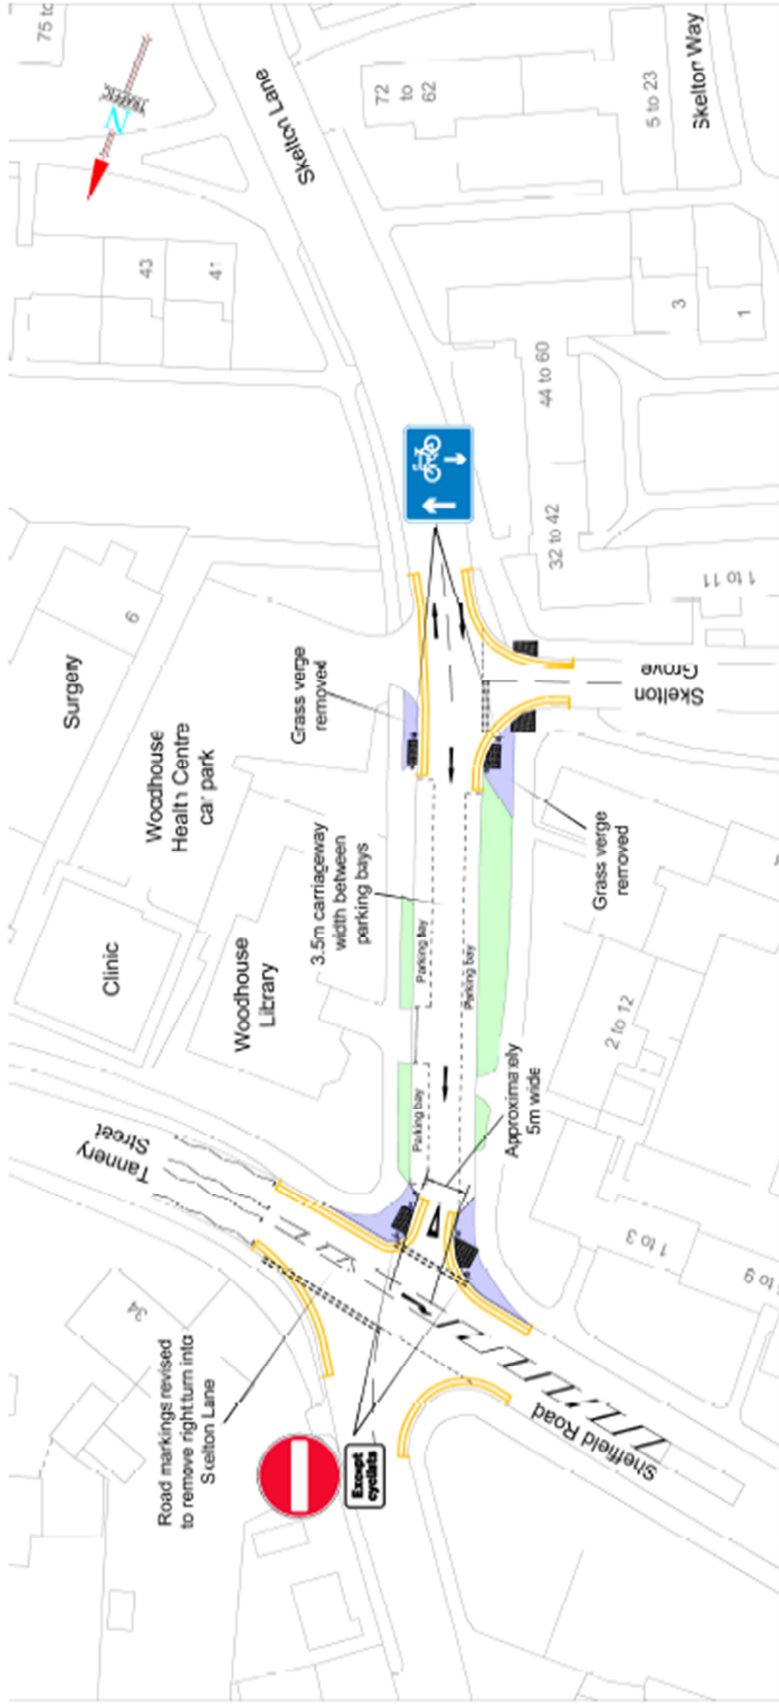 75 to
TRAFFIC
N
Skelton Lane
72
to
62
5 to 23
Skelton Way
43
41
3
1
44 to 60
32 to 42
1 to 11
Surgery
6
Woodhouse
Health Centre
car park
Grass verge
removed
Skelton
Grove
3.5m carriageway
width between
parking bays
Grass verge
removed
Clinic
Woodhouse
Library
Parking bay
Parking bay
2 to 12
Parking bay
Approximately
5m wide
Tannery
Street
1 to 3
to 9
34
Road markings revised
to remove right turn into
Skelton Lane
Except
cyclists
Sheffield Road